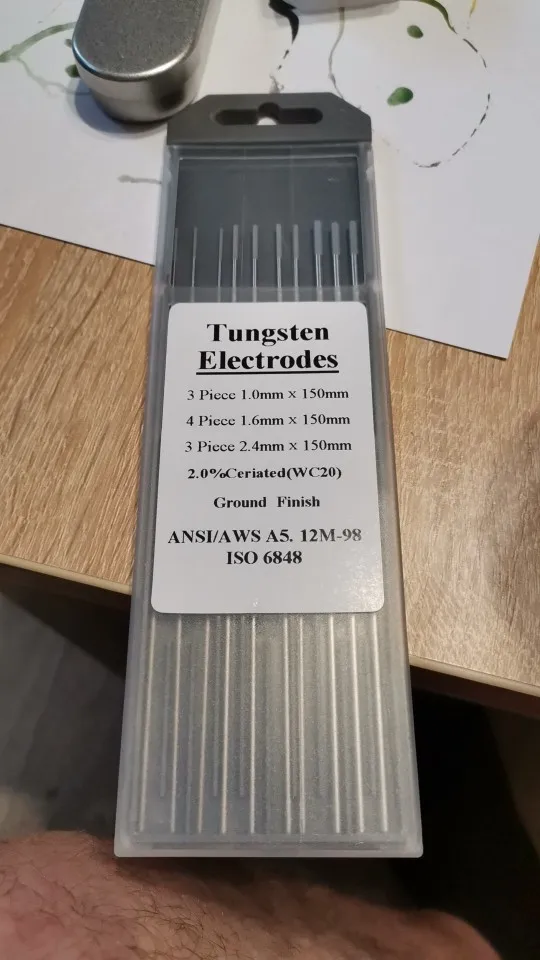 Tungsten
Electrodes
3 Piece 1.0mm x 150mm
4 Piece 1.6mm x 150mm
3 Piece 2.4mm x 150mm
2.0%Ceriated(WC20)
Ground Finish
ANSI/AWS A5. 12M-98
ISO 6848